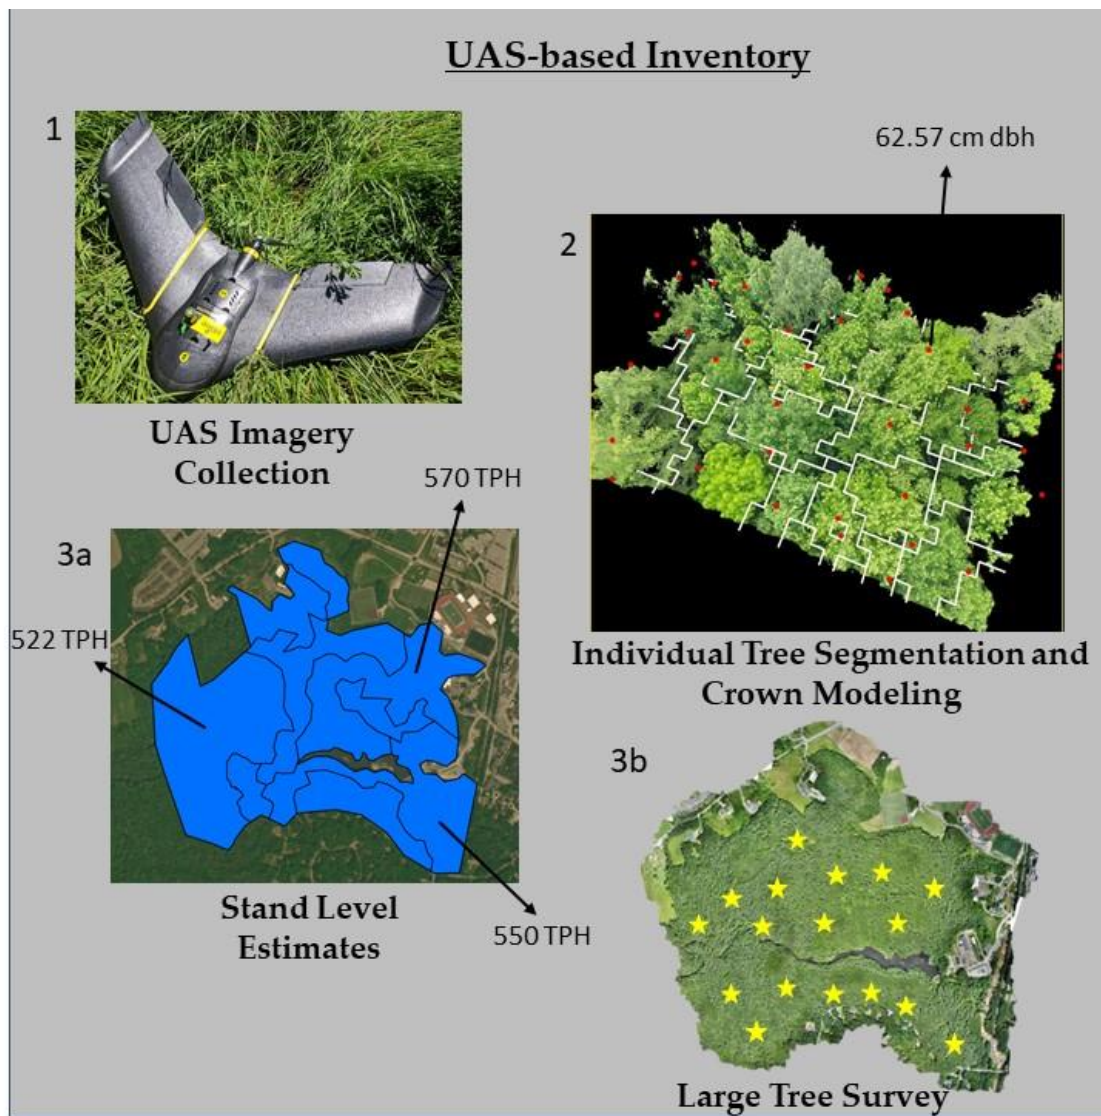 UAS-based Inventory
1
62.57 cm dbh
2
UAS Imagery
Collection
570 TPH
3a
522 TPH
Individual Tree Segmentation and
Crown Modeling
3b
Stand Level
Estimates
550 TPH
Large Tree Survey